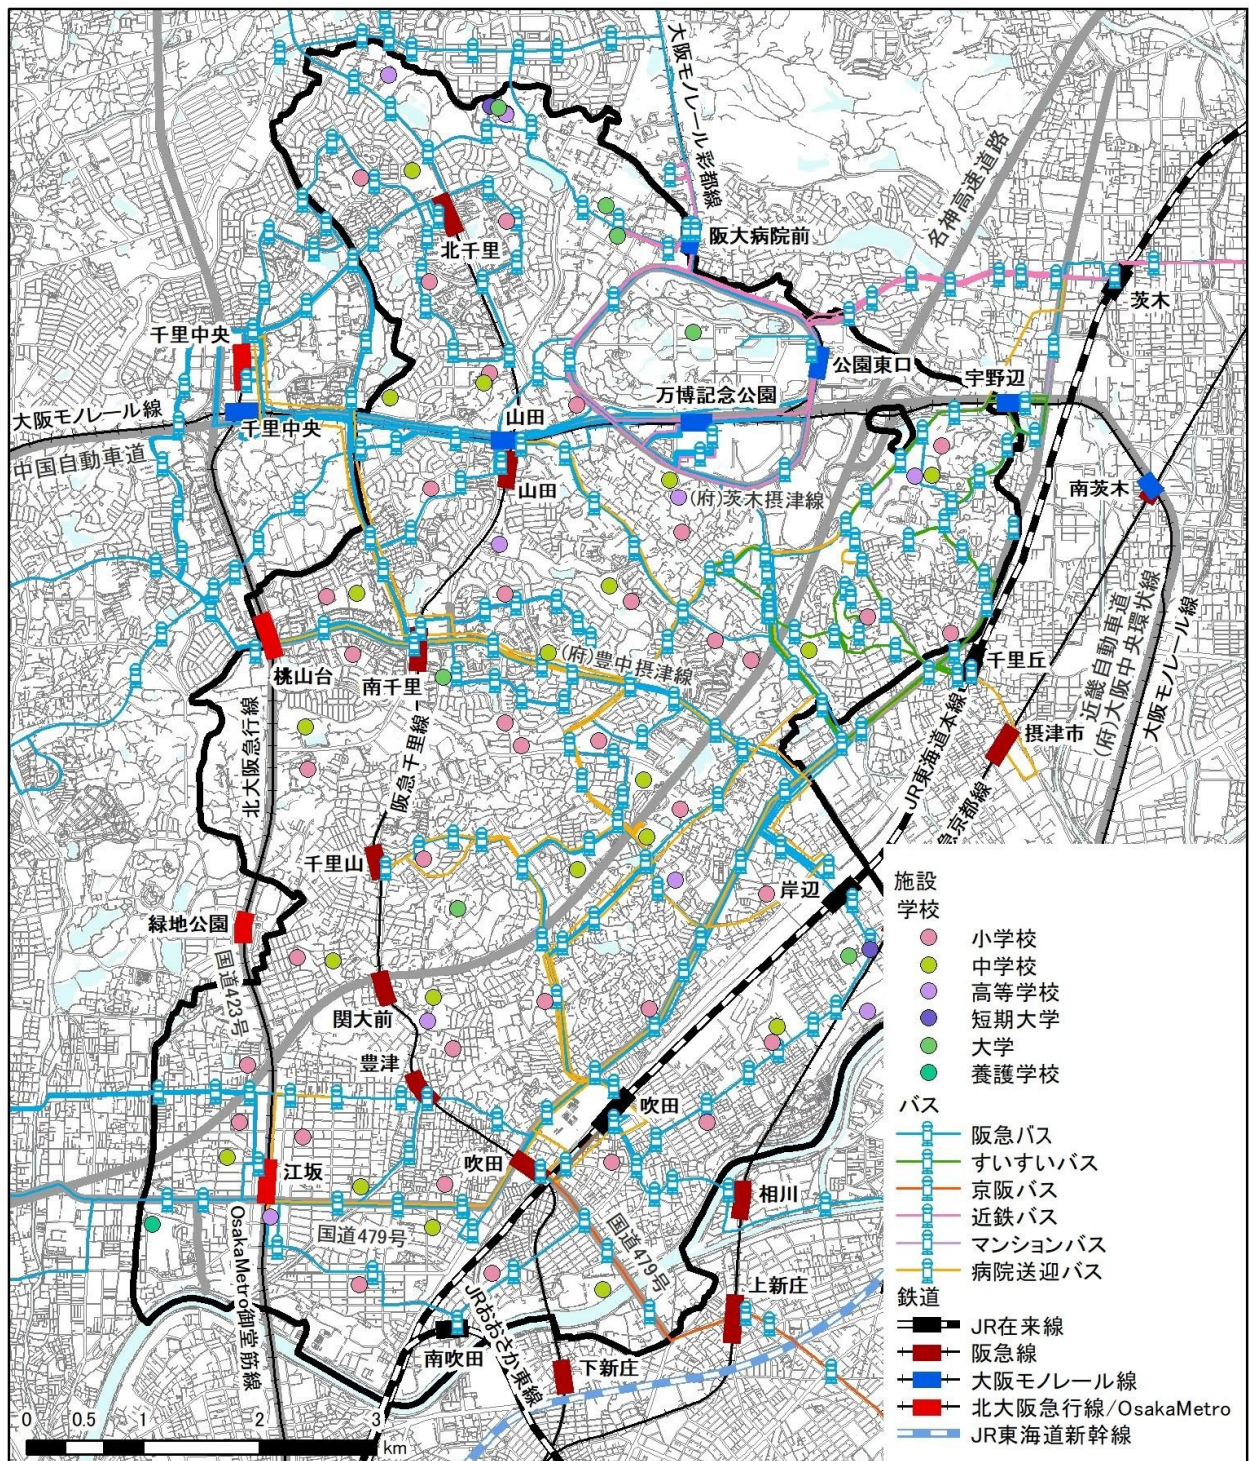 大阪モノレール彩都線
名神高速道路
阪大病院前
北千里
茨木
千里中央
公園東口
宇野辺
万博記念公園
大阪モノレール線
山田
千里中央
中国自動車道
山田
南茨木
(府)茨木摂津線
近畿自動車道
(府)大阪中央環状線
大阪モノレール線
(府)豊中摂津線
千里丘
桃山台
南千里
摂津市
北大阪急行線
阪急千里線
JR東海道本線
急京都線
千里山
岸辺
緑地公園
国道423号
関大前
豊津
吹田
吹田
江坂
相川
国道479号
国道479号
OsakaMetro御堂筋線
JRおおさか東線
上新庄
南吹田
下新庄
0 0.5 1 2 3
km
施設
学校
小学校
中学校
高等学校
短期大学
大学
養護学校
バス
阪急バス
すいすいバス
京阪バス
近鉄バス
マンションバス
病院送迎バス
鉄道
JR在来線
阪急線
大阪モノレール線
北大阪急行線/OsakaMetro
JR東海道新幹線